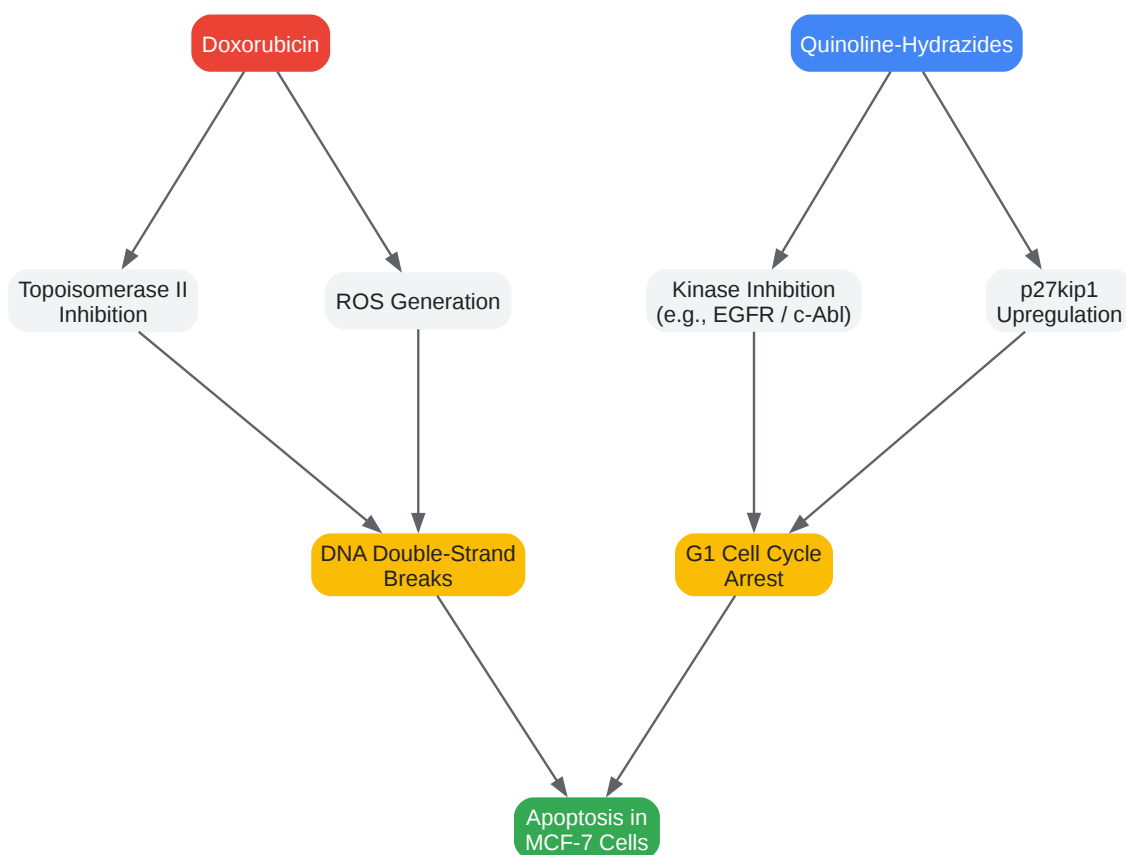 Doxorubicin
Quinoline-Hydrazides
Topoisomerase II
Inhibition
ROS Generation
Kinase Inhibition
(e.g., EGFR / c-Abl)
p27kip1
Upregulation
DNA Double-Strand
Breaks
G1 Cell Cycle
Arrest
Apoptosis in
MCF-7 Cells